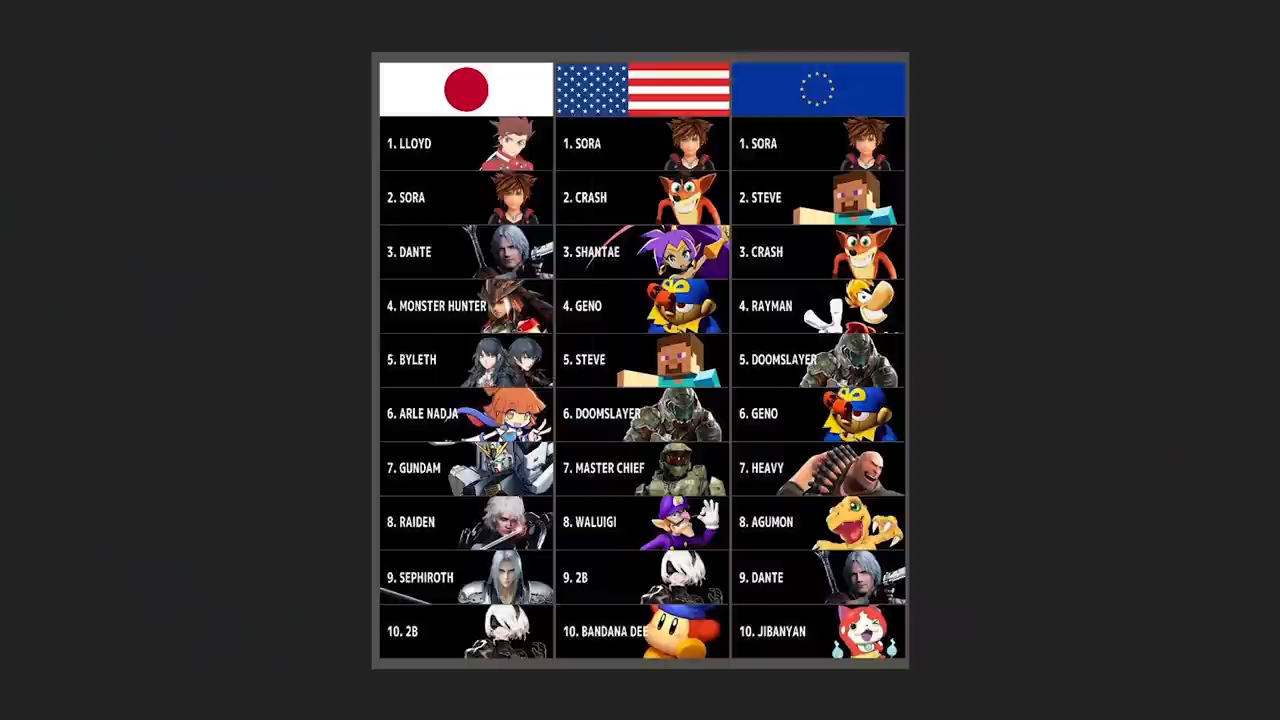 1. LLOYD
2. SORA
3. DANTE
4. MONSTER HUNTER
5. BYLETH
6. ARLE NADJA
7. GUNDAM
8. RAIDEN
9. SEPHIROTH
10. 2B
1. SORA
2. CRASH
3. SHANTAE
4. GENO
5. STEVE
6. DOOMSLAYER
7. MASTER CHIEF
8. WALUIGI
9. 2B
10. BANDANA DEE
1. SORA
2. STEVE
3. CRASH
4. RAYMAN
5. DOOMSLAYER
6. GENO
7. HEAVY
8. AGUMON
9. DANTE
10. JIBANYAN